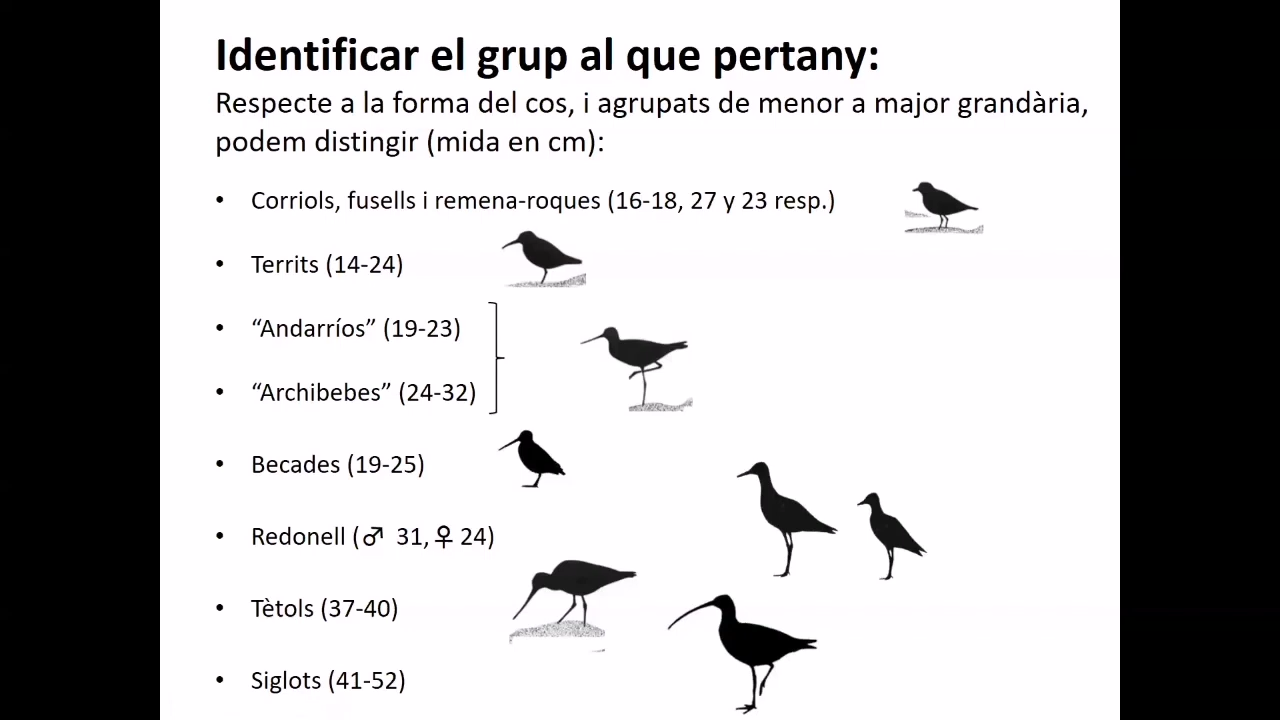 Identificar el grup al que pertany:
Respecte a la forma del cos, i agrupats de menor a major grandària,
podem distingir (mida en cm):
• Corriols, fusells i remena-roques (16-18, 27 y 23 resp.)
• Territs (14-24)
• “Andarríos” (19-23)
• “Archibebes” (24-32)
• Becades (19-25)
• Redonell (♂ 31, ♀ 24)
• Tètols (37-40)
• Siglots (41-52)